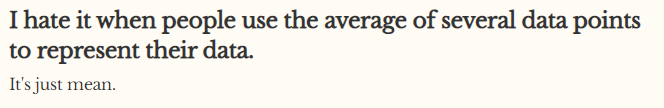 I hate it when people use the average of several data points
to represent their data.
It's just mean.